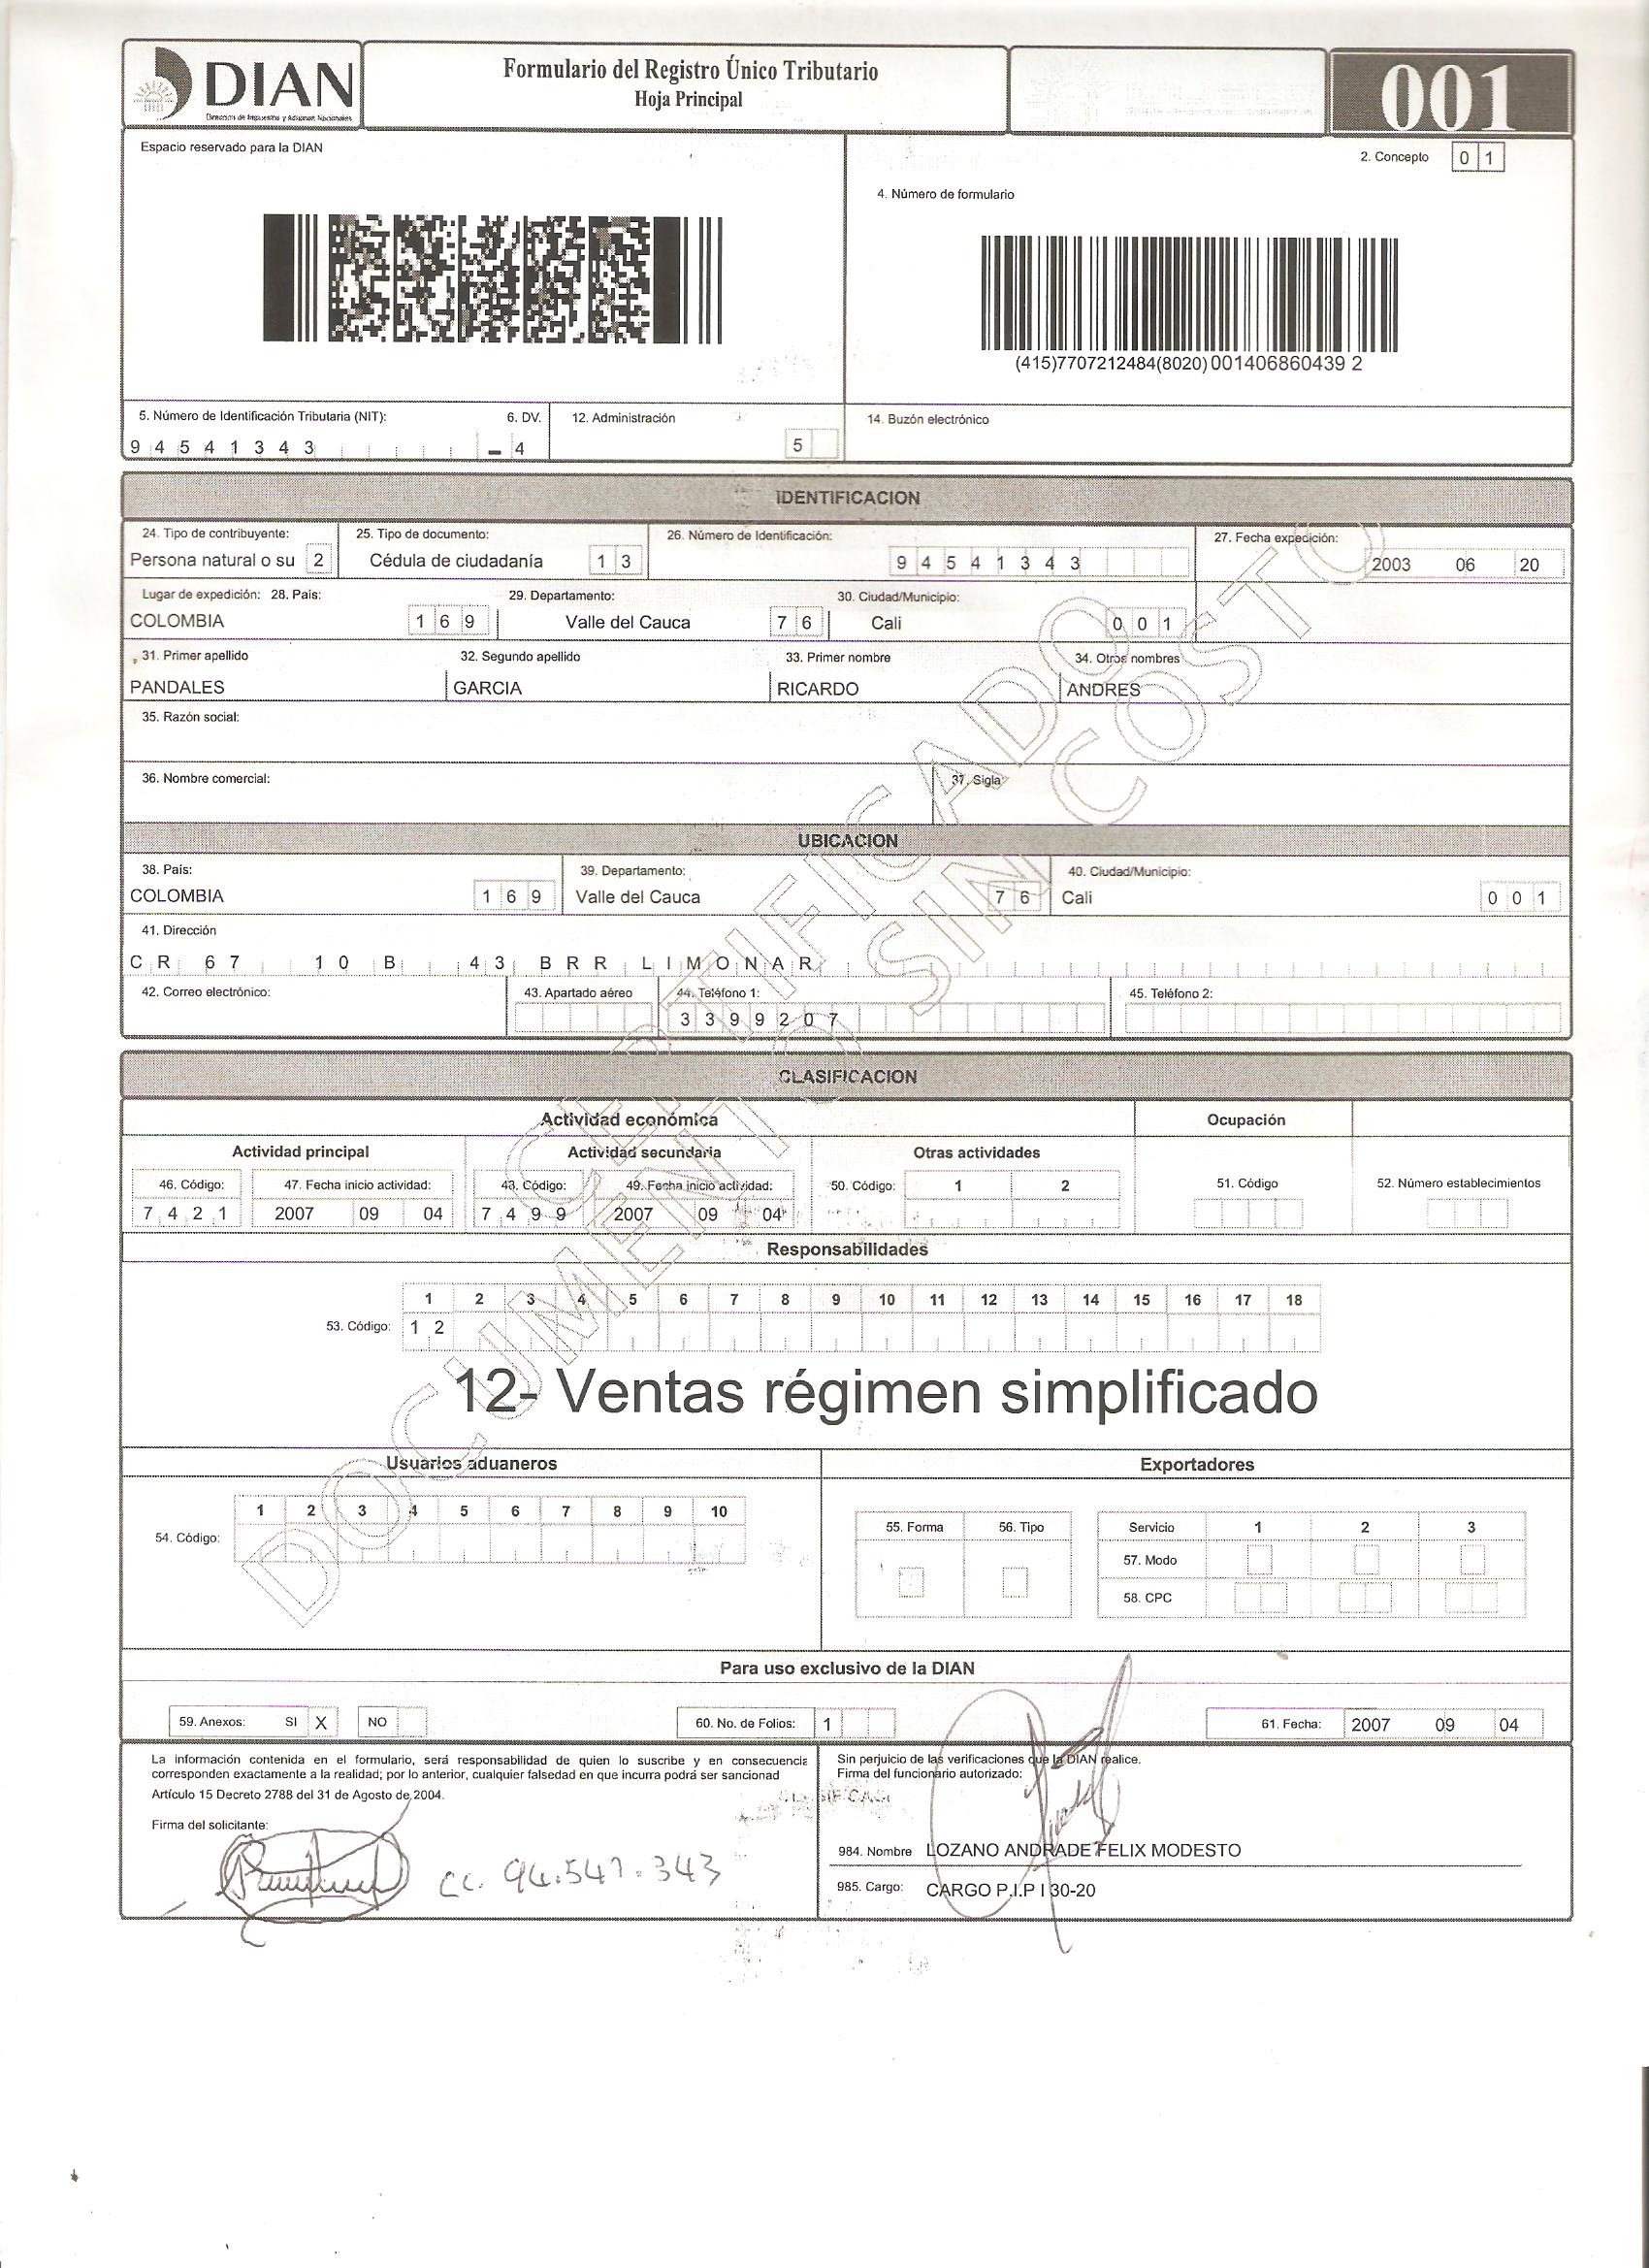 DIAN
Dirección de Impuestos y Aduanas Nacionales
Formulario del Registro Único Tributario
Hoja Principal
001
Espacio reservado para la DIAN
2. Concepto 0 1
4. Número de formulario
(415)7707212484(8020) 001406860439 2
5. Número de Identificación Tributaria (NIT): 6. DV. 12. Administración 14. Buzón electrónico
9 4 5 4 1 3 4 3 - 4 5
IDENTIFICACION
24. Tipo de contribuyente: 25. Tipo de documento: 26. Número de Identificación: 27. Fecha expedición:
Persona natural o su 2 Cédula de ciudadanía 1 3 9 4 5 4 1 3 4 3 2003 06 20
Lugar de expedición: 28. País: 29. Departamento: 30. Ciudad/Municipio:
COLOMBIA 1 6 9 Valle del Cauca 7 6 Cali 0 0 1
31. Primer apellido 32. Segundo apellido 33. Primer nombre 34. Otros nombres
PANDALES GARCIA RICARDO ANDRES
35. Razón social:
36. Nombre comercial: 37. Sigla
UBICACION
38. País: 39. Departamento: 40. Ciudad/Municipio:
COLOMBIA 1 6 9 Valle del Cauca 7 6 Cali 0 0 1
41. Dirección
CR 67 10 B 43 BRR LIMONAR
42. Correo electrónico: 43. Apartado aéreo 44. Teléfono 1: 45. Teléfono 2:
3 3 9 9 2 0 7
CLASIFICACION
Actividad económica Ocupación
Actividad principal Actividad secundaria Otras actividades
46. Código: 47. Fecha inicio actividad: 48. Código: 49. Fecha inicio actividad: 50. Código: 1 2 51. Código 52. Número establecimientos
7 4 2 1 2007 09 04 7 4 9 9 2007 09 04
Responsabilidades
1 2 3 4 5 6 7 8 9 10 11 12 13 14 15 16 17 18
53. Código: 1 2
12- Ventas régimen simplificado
Usuarios aduaneros Exportadores
1 2 3 4 5 6 7 8 9 10
54. Código:
55. Forma 56. Tipo Servicio 1 2 3
57. Modo
58. CPC
Para uso exclusivo de la DIAN
59. Anexos: SI X NO 60. No. de Folios: 1 61. Fecha: 2007 09 04
La información contenida en el formulario, será responsabilidad de quien lo suscribe y en consecuencia
corresponden exactamente a la realidad; por lo anterior, cualquier falsedad en que incurra podrá ser sancionad
Artículo 15 Decreto 2788 del 31 de Agosto de 2004.
Firma del solicitante:
cc. 94.541.343
Sin perjuicio de las verificaciones que la DIAN realice.
Firma del funcionario autorizado:
984. Nombre LOZANO ANDRADE FELIX MODESTO
985. Cargo: CARGO P.I.P I 30-20
CERTIFICADO
DOCUMENTO SIN COSTO